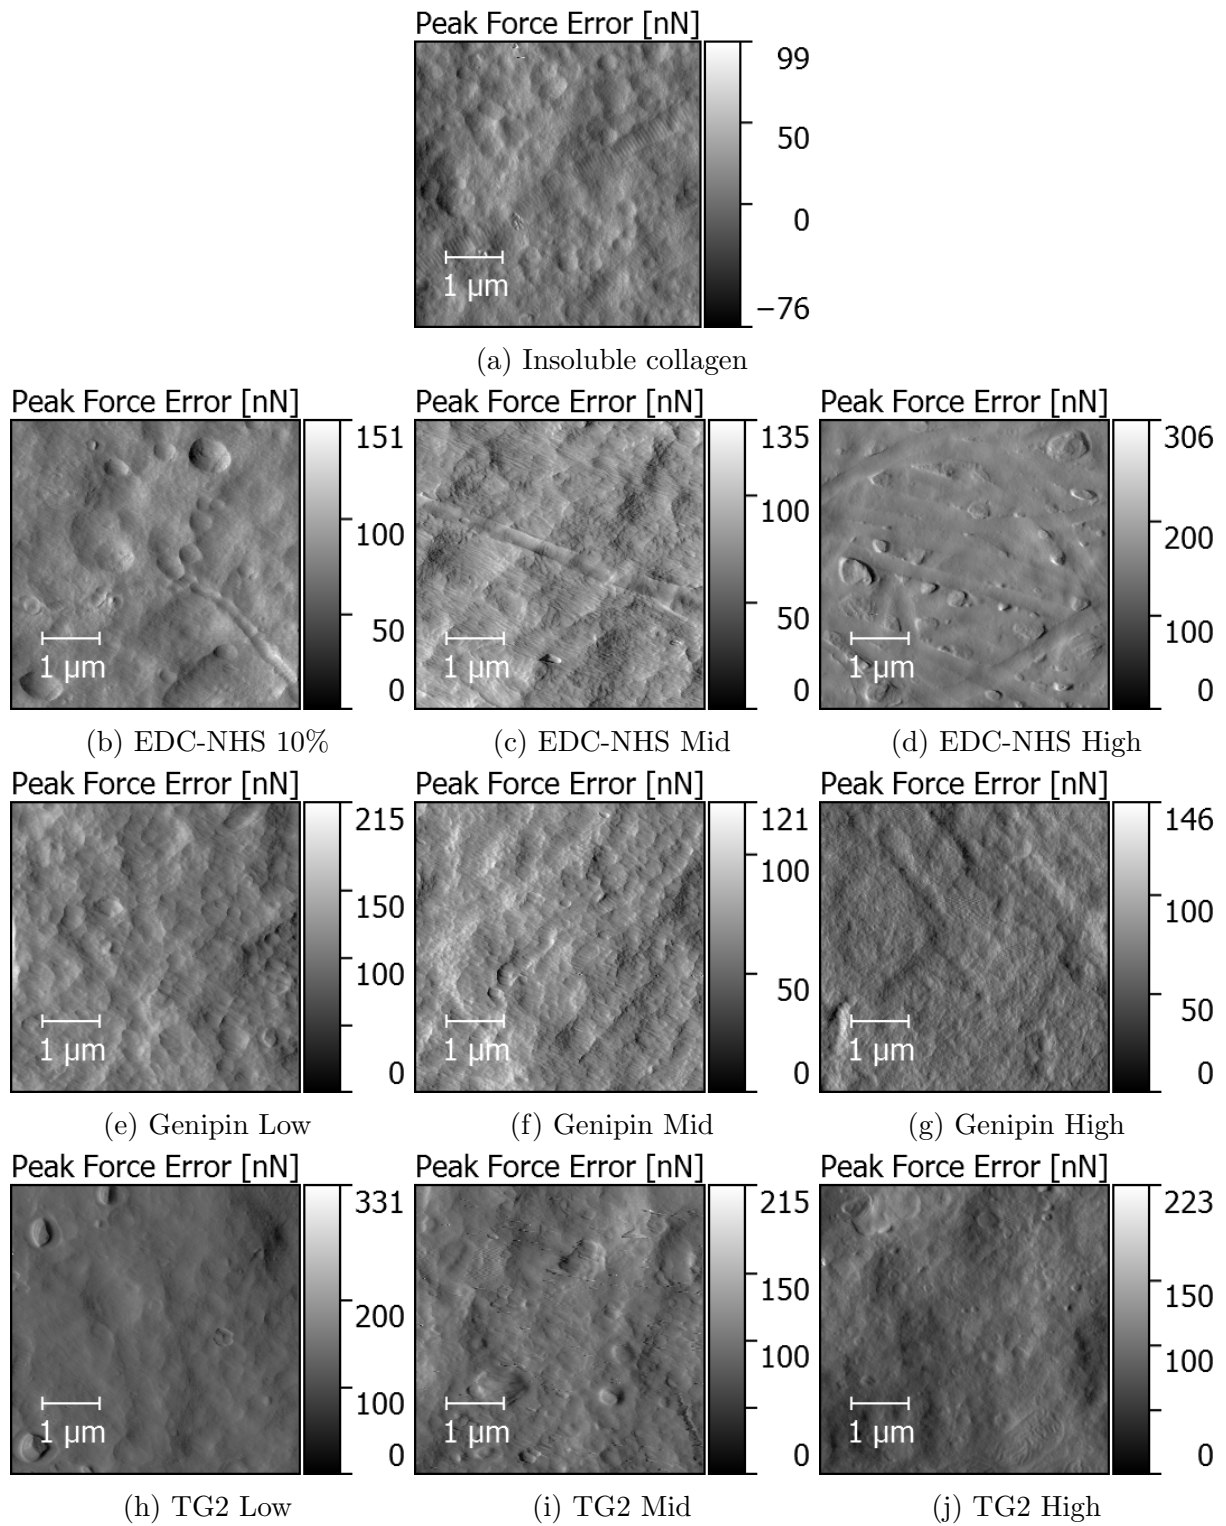 Peak Force Error [nN]
99
50
0
−76
1 µm
(a) Insoluble collagen
Peak Force Error [nN]
151
100
50
0
1 µm
(b) EDC-NHS 10%
Peak Force Error [nN]
135
100
50
0
1 µm
(c) EDC-NHS Mid
Peak Force Error [nN]
306
200
100
0
1 µm
(d) EDC-NHS High
Peak Force Error [nN]
215
150
100
0
1 µm
(e) Genipin Low
Peak Force Error [nN]
121
100
50
0
1 µm
(f) Genipin Mid
Peak Force Error [nN]
146
100
50
0
1 µm
(g) Genipin High
Peak Force Error [nN]
331
200
100
0
1 µm
(h) TG2 Low
Peak Force Error [nN]
215
150
100
0
1 µm
(i) TG2 Mid
Peak Force Error [nN]
223
150
100
0
1 µm
(j) TG2 High